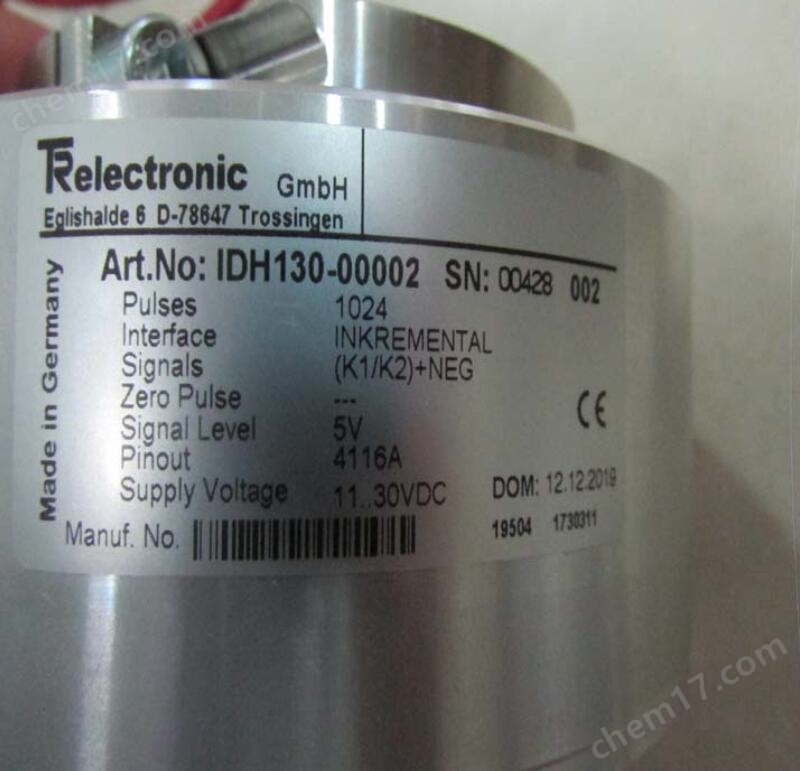 chem17.com
TRelectronic GmbH
Eglishalde 6 D-78647 Trossingen
Made in Germany
Art.No: IDH130-00002 SN: 00428 002
Pulses 1024
Interface INKREMENTAL
Signals (K1/K2)+NEG
Zero Pulse ---
Signal Level 5V
Pinout 4116A
Supply Voltage 11..30VDC
CE
DOM: 12.12.2019
19504 1730311
Manuf. No.
chem17.com